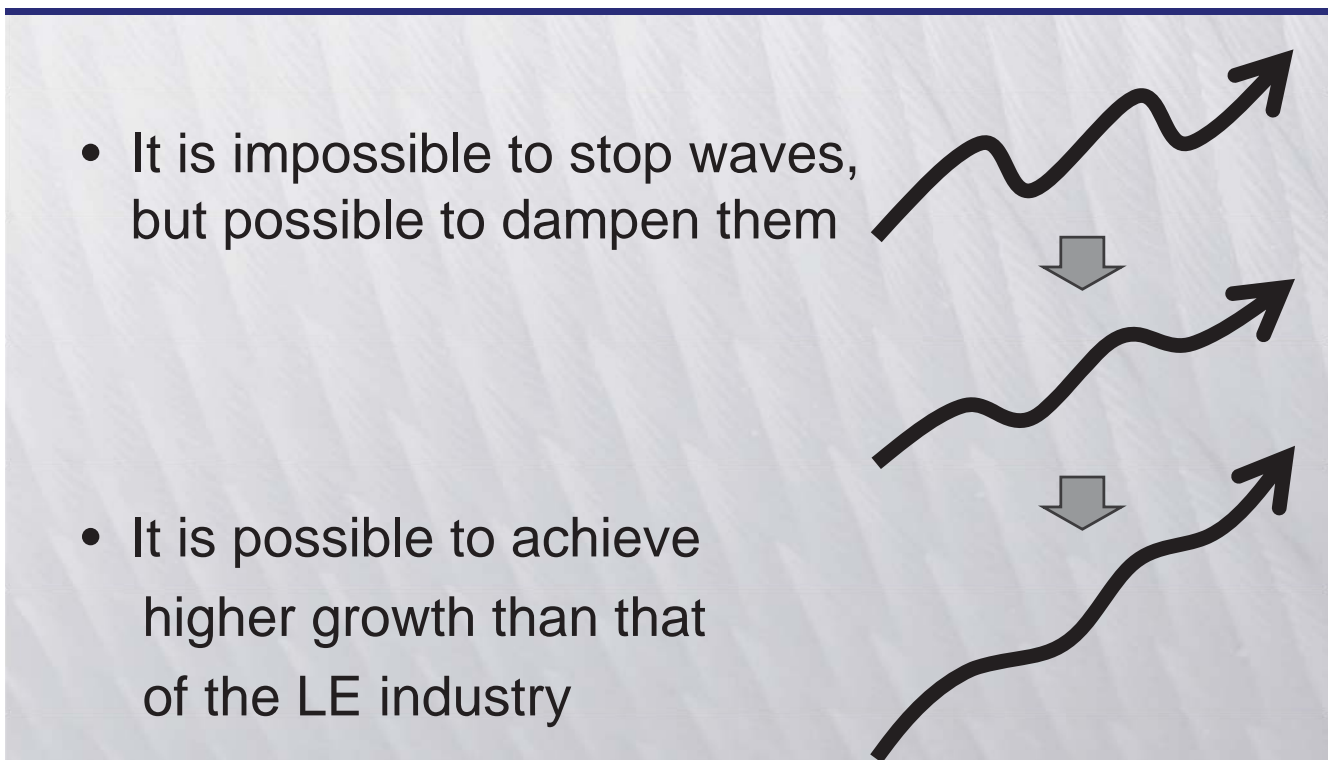 • It is impossible to stop waves,
but possible to dampen them
• It is possible to achieve
higher growth than that
of the LE industry